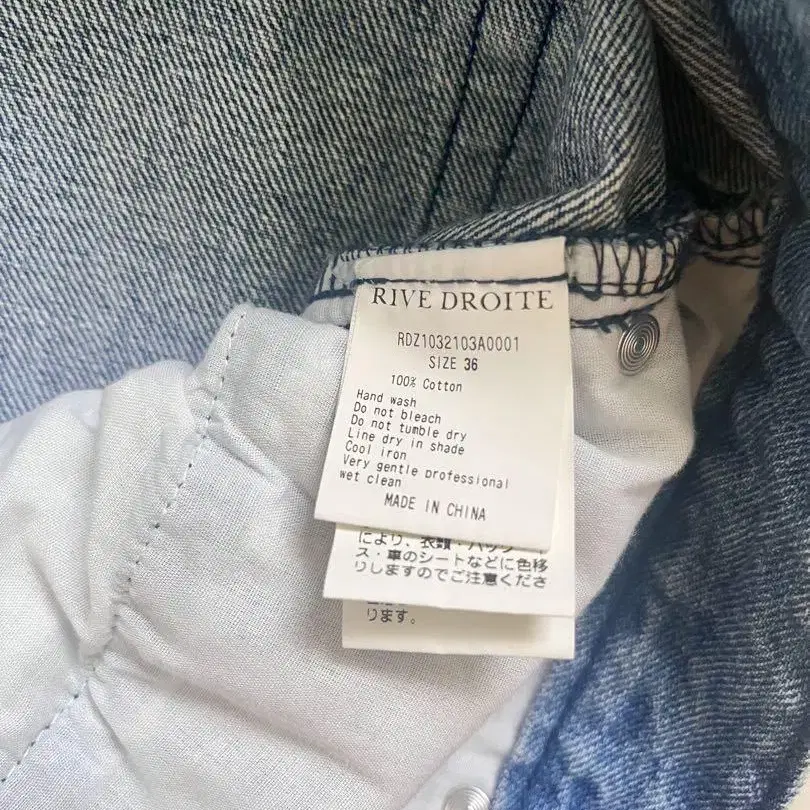 RIVE DROITE
RDZ1032103A0001
SIZE 36
100% Cotton
Hand wash
Do not bleach
Do not tumble dry
Line dry in shade
Cool iron
Very gentle professional
wet clean
MADE IN CHINA
により、衣類・バッグ
ス・車のシートなどに色移
りしますのでご注意くださ
ります。